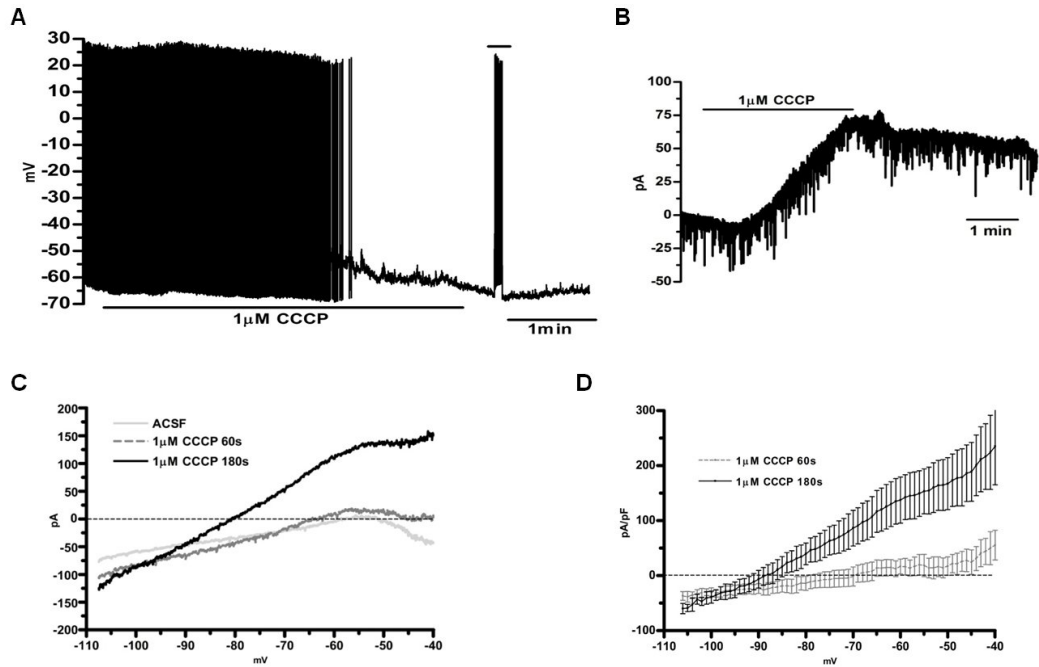 A
30
20
10
0
-10
-20
-30
-40
-50
-60
-70
mV
1μM CCCP
1min
B
100
75
50
25
0
-25
-50
pA
1μM CCCP
1 min
C
200
150
100
50
0
-50
-100
-150
-200
pA
ACSF
1μM CCCP 60s
1μM CCCP 180s
-110 -100 -90 -80 -70 -60 -50 -40
mV
D
300
200
100
0
-100
pA/pF
1μM CCCP 60s
1μM CCCP 180s
-110 -100 -90 -80 -70 -60 -50 -40
mV